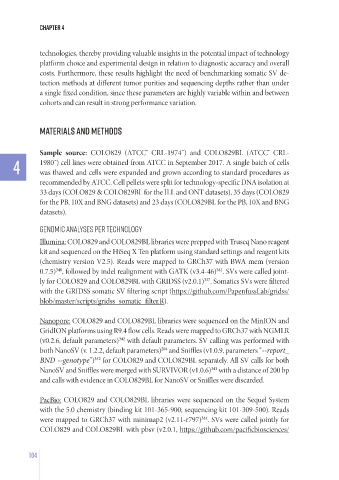 CHAPTER 4
technologies, thereby providing valuable insights in the potential impact of technology
platform choice and experimental design in relation to diagnostic accuracy and overall
costs. Furthermore, these results highlight the need of benchmarking somatic SV de-
tection methods at different tumor purities and sequencing depths rather than under
a single fixed condition, since these parameters are highly variable within and between
cohorts and can result in strong performance variation.
MATERIALS AND METHODS
Sample source: COLO829 (ATCC® CRL-1974™) and COLO829BL (ATCC® CRL-
1980™) cell lines were obtained from ATCC in September 2017. A single batch of cells
was thawed and cells were expanded and grown according to standard procedures as
recommended by ATCC. Cell pellets were split for technology-specific DNA isolation at
33 days (COLO829 & COLO829BL for the ILL and ONT datasets), 35 days (COLO829
for the PB, 10X and BNG datasets) and 23 days (COLO829BL for the PB, 10X and BNG
datasets).
4
GENOMIC ANALYSES PER TECHNOLOGY
Illumina: COLO829 and COLO829BL libraries were prepped with Truseq Nano reagent
kit and sequenced on the HiSeq X Ten platform using standard settings and reagent kits
(chemistry version V2.5). Reads were mapped to GRCh37 with BWA mem (version
0.7.5), followed by indel realignment with GATK (v3.4-46). SVs were called joint-
ly for COLO829 and COLO829BL with GRIDSS (v2.0.1). Somatics SVs were filtered
with the GRIDSS somatic SV filtering script (https://github.com/PapenfussLab/gridss/
blob/master/scripts/gridss_somatic_filter.R).
Nanopore: COLO829 and COLO829BL libraries were sequenced on the MinION and
GridION platforms using R9.4 flow cells. Reads were mapped to GRCh37 with NGMLR
(v0.2.6, default parameters) with default parameters. SV calling was performed with
both NanoSV (v. 1.2.2, default parameters) and Sniffles (v1.0.9, parameters "--report_
BND --genotype") for COLO829 and COLO829BL separately. All SV calls for both
NanoSV and Sniffles were merged with SURVIVOR (v1.0.6) with a distance of 200 bp
and calls with evidence in COLO829BL for NanoSV or Sniffles were discarded.
PacBio: COLO829 and COLO829BL libraries were sequenced on the Sequel System
with the 5.0 chemistry (binding kit 101-365-900; sequencing kit 101-309-500). Reads
were mapped to GRCh37 with minimap2 (v2.11-r797). SVs were called jointly for
COLO829 and COLO829BL with pbsv (v2.0.1, https://github.com/pacificbiosciences/
104